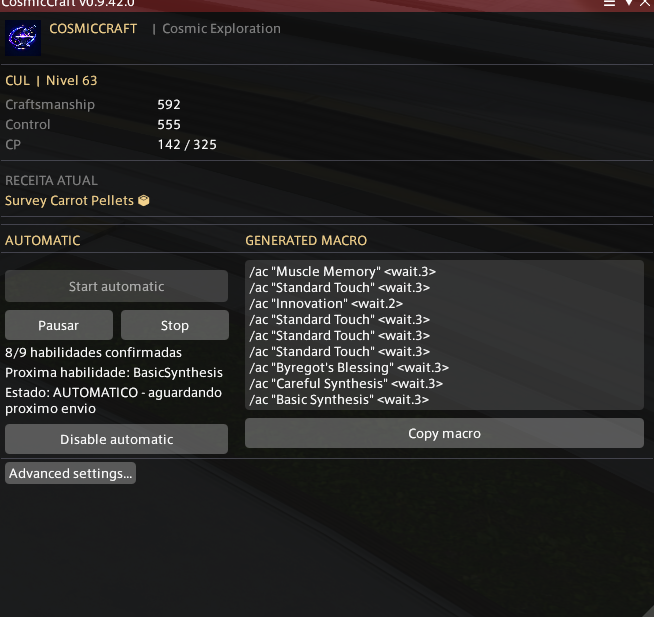 CosmicCraft v0.9.42.0
COSMICCRAFT | Cosmic Exploration
CUL | Nivel 63
Craftsmanship 592
Control 555
CP 142 / 325
RECEITA ATUAL
Survey Carrot Pellets
AUTOMATIC
Start automatic
Pausar Stop
8/9 habilidades confirmadas
Proxima habilidade: BasicSynthesis
Estado: AUTOMATICO - aguardando
proximo envio
Disable automatic
GENERATED MACRO
/ac "Muscle Memory" <wait.3>
/ac "Standard Touch" <wait.3>
/ac "Innovation" <wait.2>
/ac "Standard Touch" <wait.3>
/ac "Standard Touch" <wait.3>
/ac "Standard Touch" <wait.3>
/ac "Byregot's Blessing" <wait.3>
/ac "Careful Synthesis" <wait.3>
/ac "Basic Synthesis" <wait.3>
Copy macro
Advanced settings...